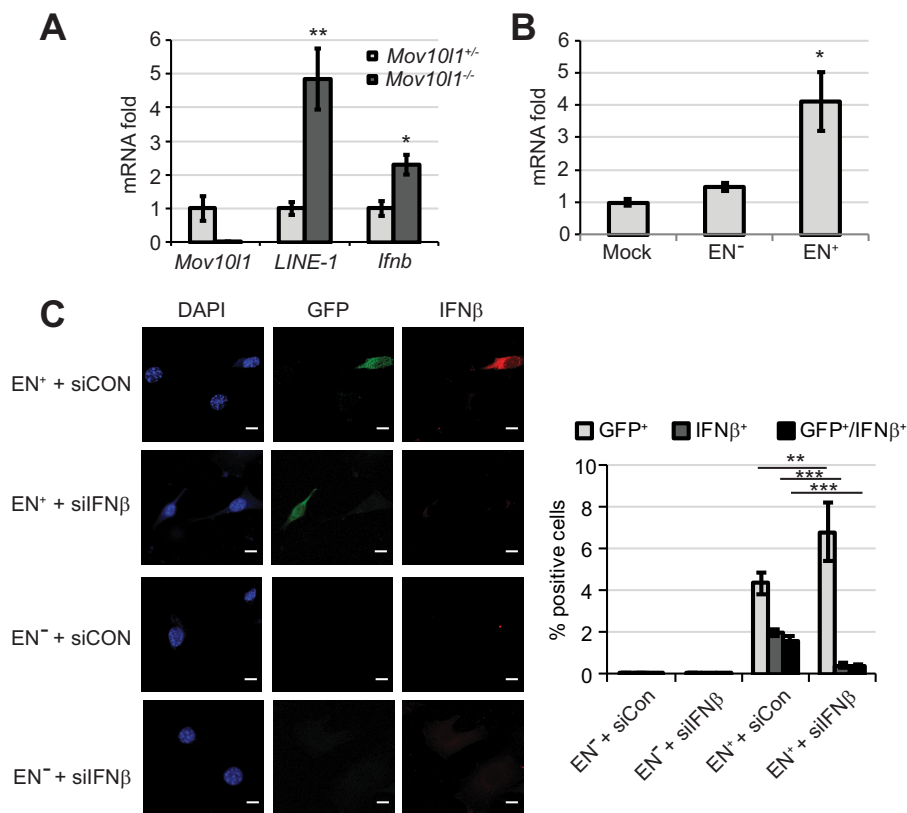 A
mRNA fold
6
5
4
3
2
1
0
**
*
Mov10l1⁺/⁻
Mov10l1⁻/⁻
Mov10l1 LINE-1 Ifnb
B
mRNA fold
6
5
4
3
2
1
0
*
Mock EN⁻ EN⁺
C
DAPI GFP IFNβ
EN⁺ + siCON
EN⁺ + siIFNβ
EN⁻ + siCON
EN⁻ + siIFNβ
GFP⁺ IFNβ⁺ GFP⁺/IFNβ⁺
% positive cells
10
8
6
4
2
0
**
***
***
EN⁻ + siCon
EN⁻ + siIFNβ
EN⁺ + siCon
EN⁺ + siIFNβ